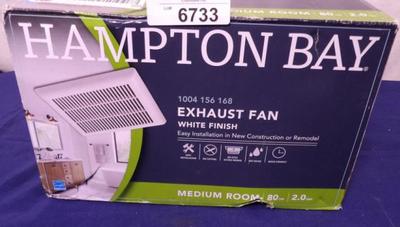 6733
HAMPTON BAY
1004 156 168
EXHAUST FAN
WHITE FINISH
Easy Installation in New Construction or Remodel
MEDIUM ROOM 80 2.0